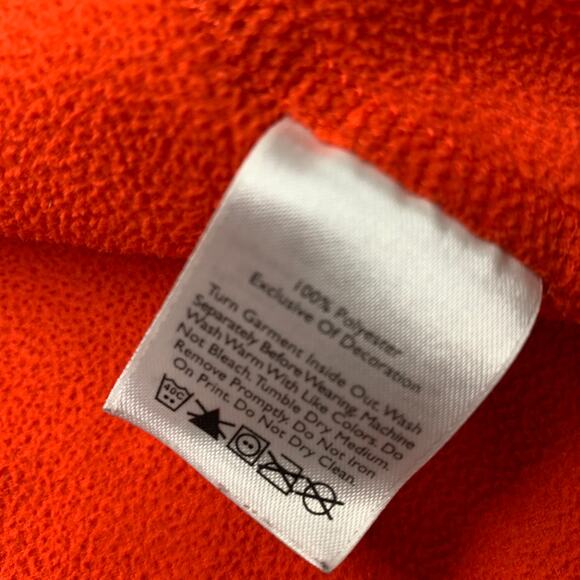 100% Polyester
Exclusive Of Decoration
Turn Garment Inside Out. Wash
Separately Before Wearing. Machine
Wash Warm With Like Colors. Do
Not Bleach. Tumble Dry Medium.
Remove Promptly. Do Not Iron
On Print. Do Not Dry Clean.
40C